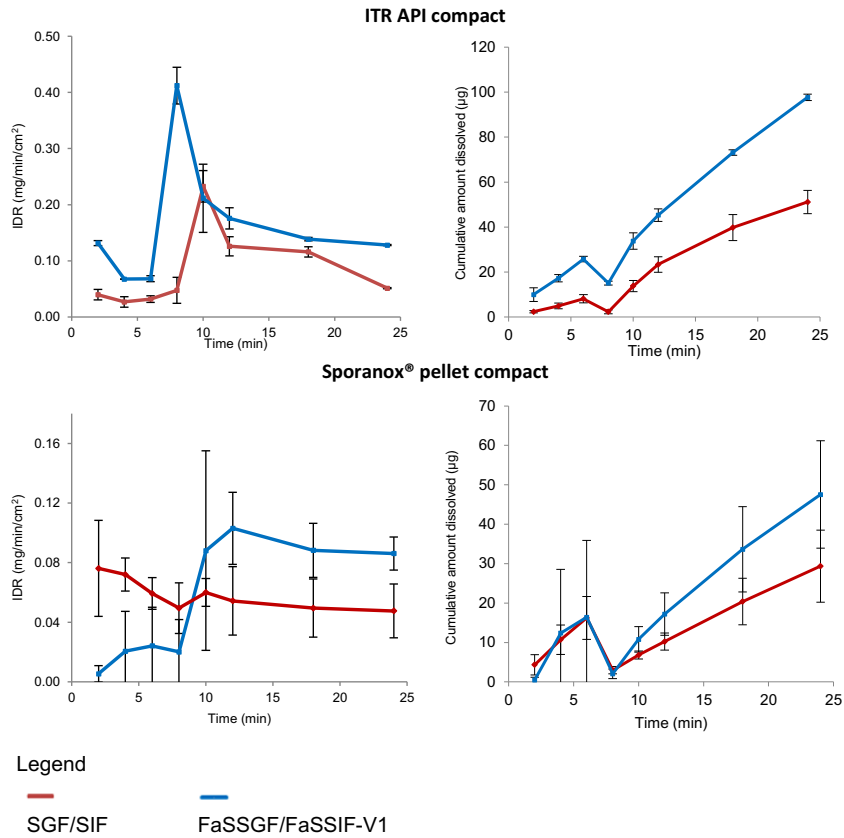 ITR API compact
IDR (mg/min/cm²)
0.50
0.40
0.30
0.20
0.10
0.00
0 5 10 15 20 25
Time (min)
Cumulative amount dissolved (µg)
120
100
80
60
40
20
0
0 5 10 15 20 25
Time (min)
Sporanox® pellet compact
IDR (mg/min/cm²)
0.16
0.12
0.08
0.04
0.00
0 5 10 15 20 25
Time (min)
Cumulative amount dissolved (µg)
70
60
50
40
30
20
10
0
0 5 10 15 20 25
Time (min)
Legend
SGF/SIF FaSSGF/FaSSIF-V1